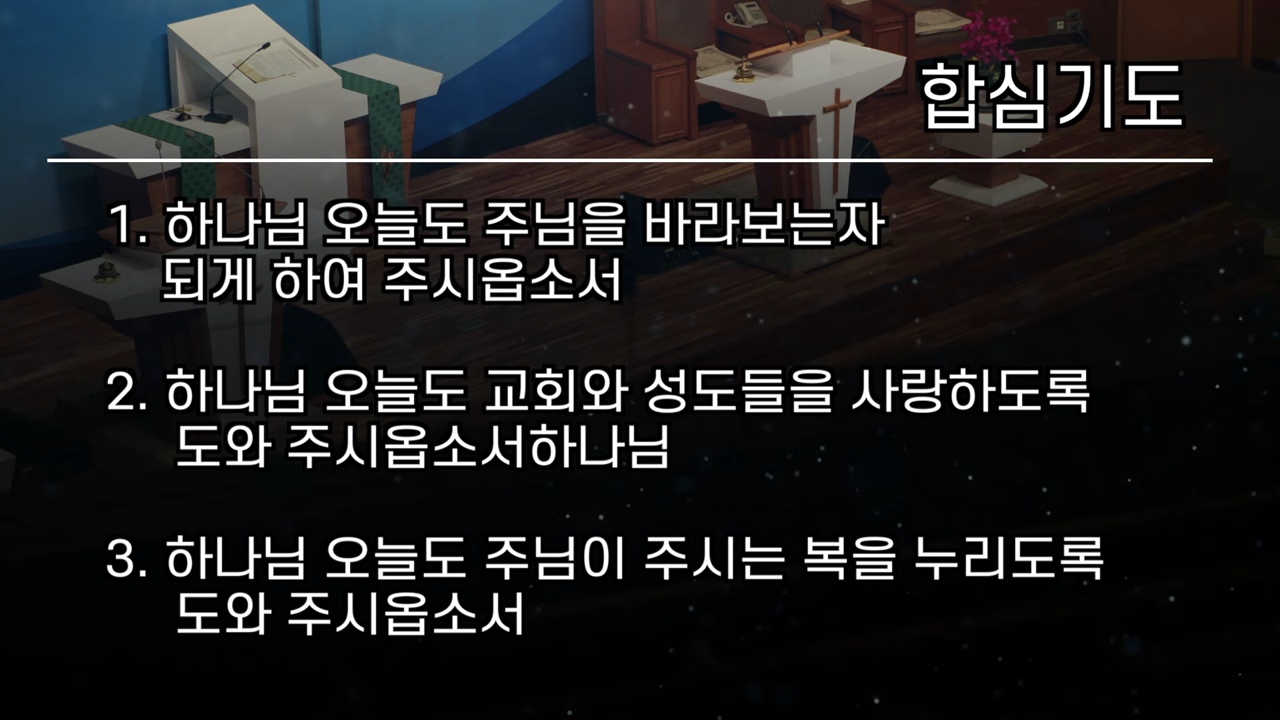 합심기도
1. 하나님 오늘도 주님을 바라보는자
되게 하여 주시옵소서
2. 하나님 오늘도 교회와 성도들을 사랑하도록
도와 주시옵소서하나님
3. 하나님 오늘도 주님이 주시는 복을 누리도록
도와 주시옵소서